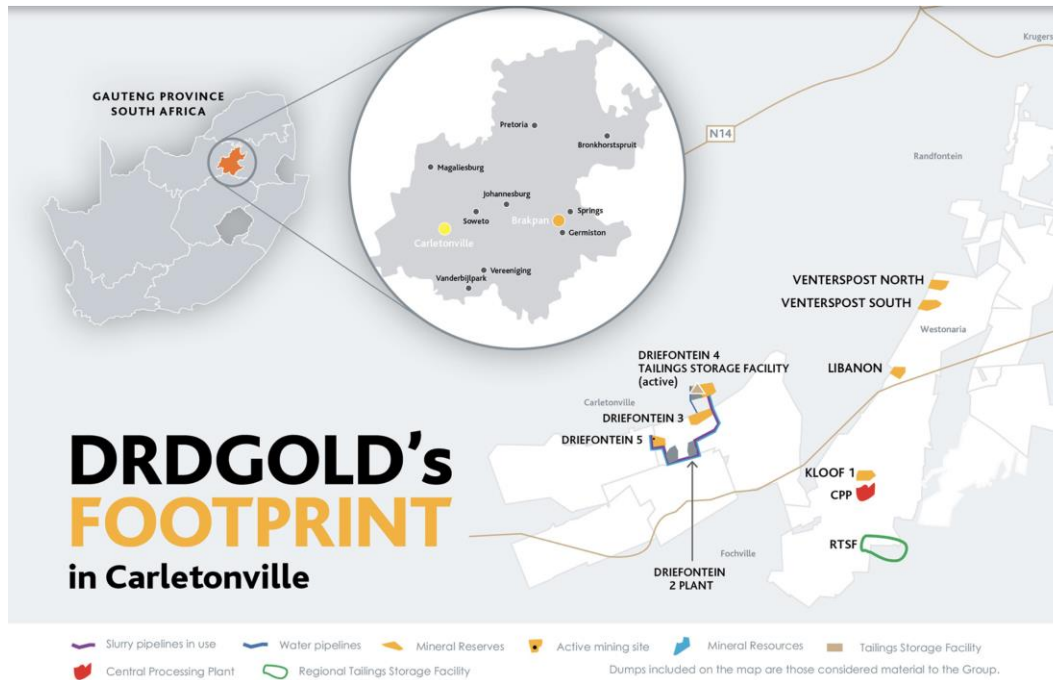 GAUTENG PROVINCE
SOUTH AFRICA
Pretoria
Bronkhorstspruit
Magaliesburg
Johannesburg
Soweto
Brakpan
Springs
Germiston
Carletonville
Vereeniging
Vanderbijlpark
Krugers
N14
Randfontein
VENTERSPOST NORTH
VENTERSPOST SOUTH
Westonaria
LIBANON
DRIEFONTEIN 4
TAILINGS STORAGE FACILITY
(active)
Carletonville
DRIEFONTEIN 3
DRIEFONTEIN 5
KLOOF 1
CPP
RTSF
Fochville
DRIEFONTEIN
2 PLANT
DRDGOLD's
FOOTPRINT
in Carletonville
Slurry pipelines in use
Water pipelines
Mineral Reserves
Active mining site
Mineral Resources
Tailings Storage Facility
Central Processing Plant
Regional Tailings Storage Facility
Dumps included on the map are those considered material to the Group.